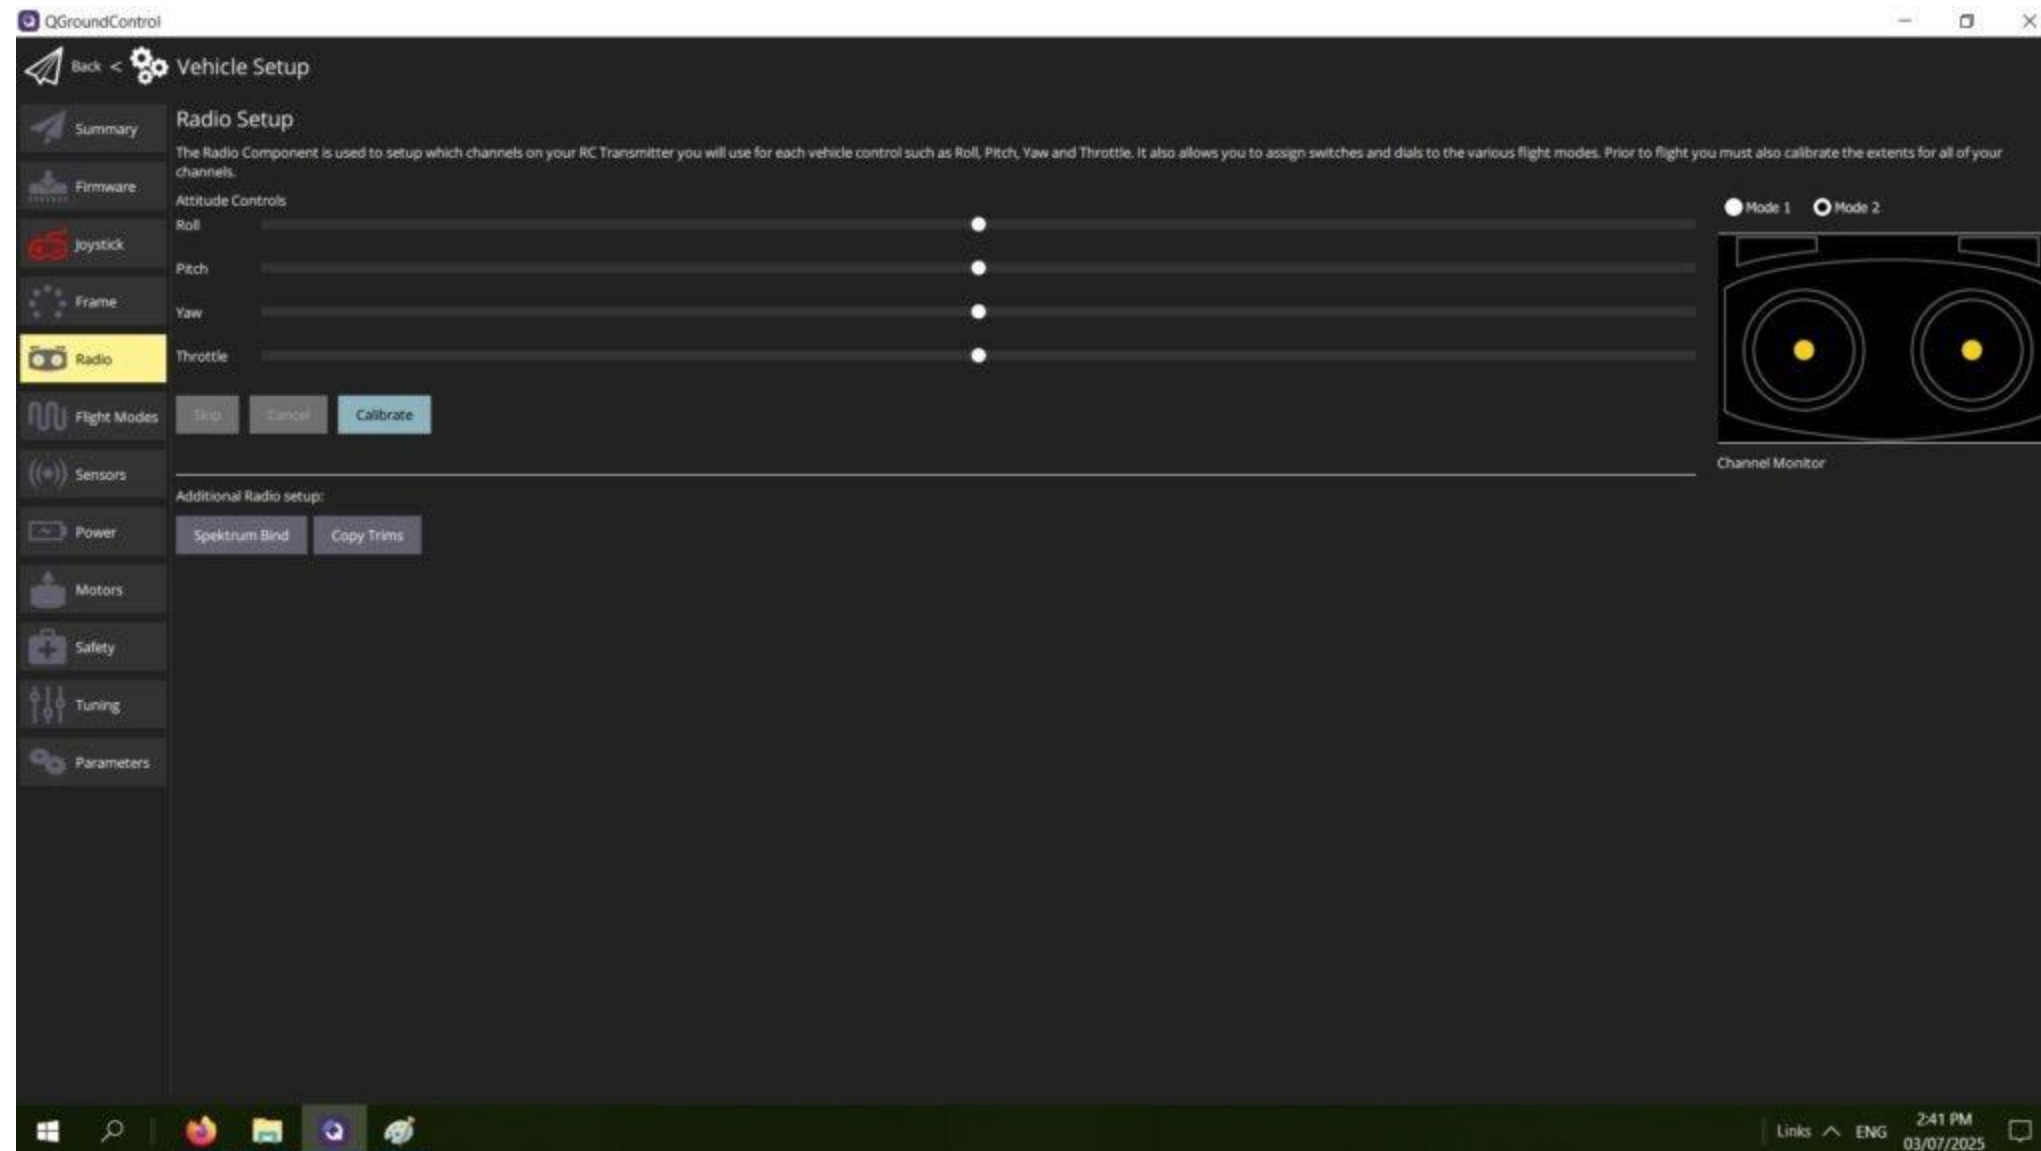 QGroundControl
Back < Vehicle Setup
Summary
Firmware
Joystick
Frame
Radio
Flight Modes
Sensors
Power
Motors
Safety
Tuning
Parameters
Radio Setup
The Radio Component is used to setup which channels on your RC Transmitter you will use for each vehicle control such as Roll, Pitch, Yaw and Throttle. It also allows you to assign switches and dials to the various flight modes. Prior to flight you must also calibrate the extents for all of your
channels.
Attitude Controls
Roll
Pitch
Yaw
Throttle
Skip Cancel Calibrate
Additional Radio setup:
Spektrum Bind Copy Trims
Mode 1 Mode 2
Channel Monitor
Links ENG 2:41 PM
03/07/2025